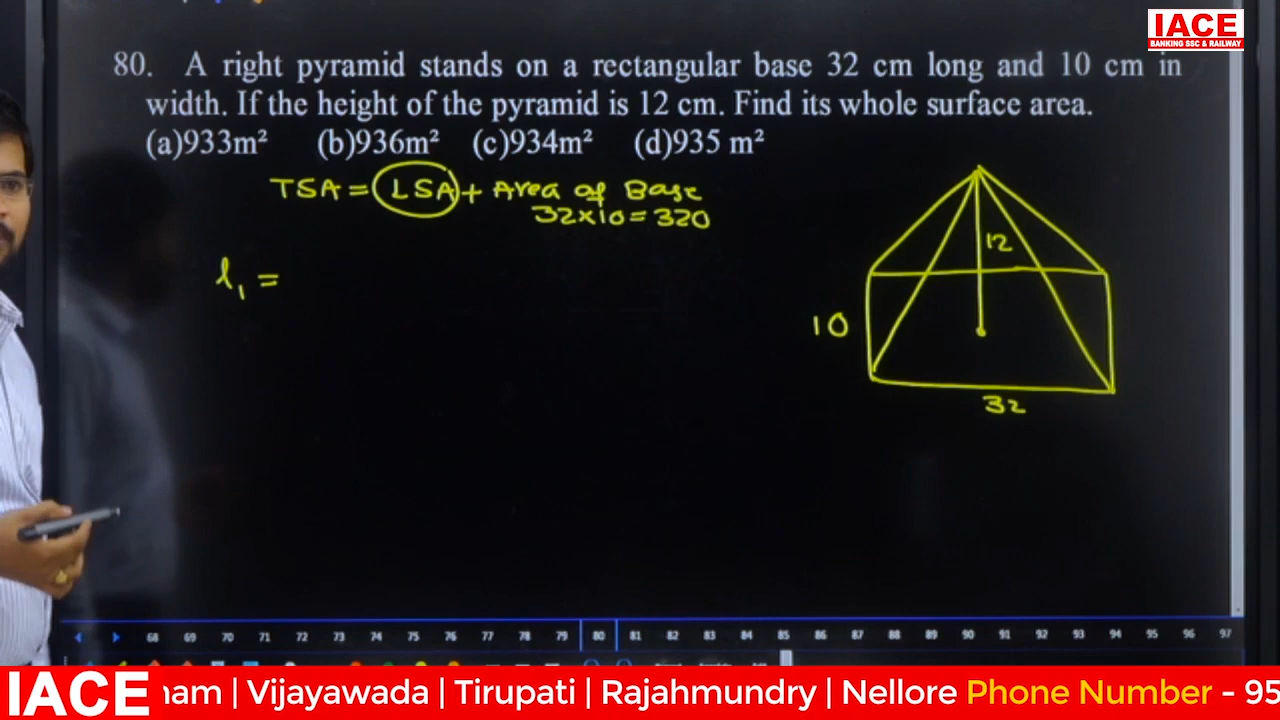 IACE
BANKING SSC & RAILWAY
80. A right pyramid stands on a rectangular base 32 cm long and 10 cm in
width. If the height of the pyramid is 12 cm. Find its whole surface area.
(a)933m² (b)936m² (c)934m² (d)935 m²
TSA = LSA + Area of Base
32×10=320
l₁ =
12
10
32
68 69 70 71 72 73 74 75 76 77 78 79 80 81 82 83 84 85 86 87 88 89 90 91 92 93 94 95 96 97
IACE nam | Vijayawada | Tirupati | Rajahmundry | Nellore Phone Number - 95